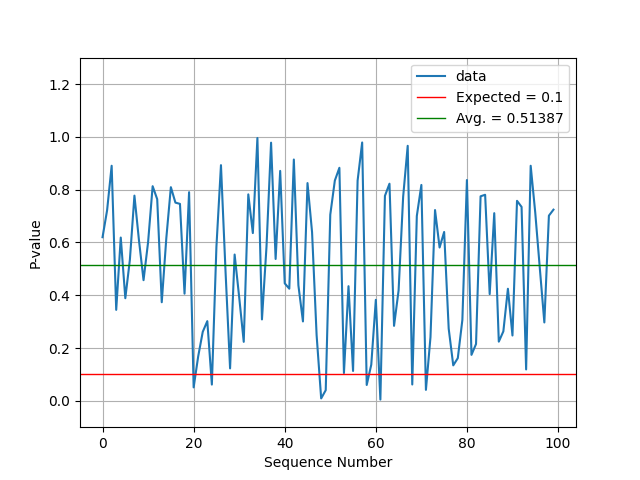 data
Expected = 0.1
Avg. = 0.51387
1.2
1.0
0.8
0.6
0.4
0.2
0.0
P-value
0 20 40 60 80 100
Sequence Number